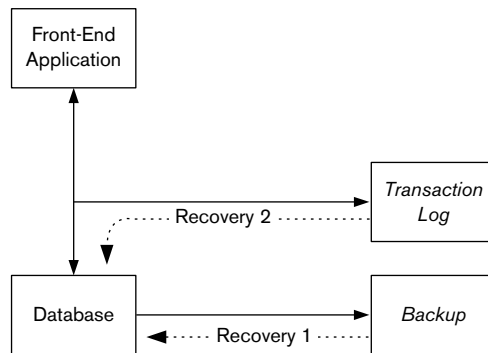 Front-End
Application
Transaction
Log
Recovery 2
Database
Backup
Recovery 1